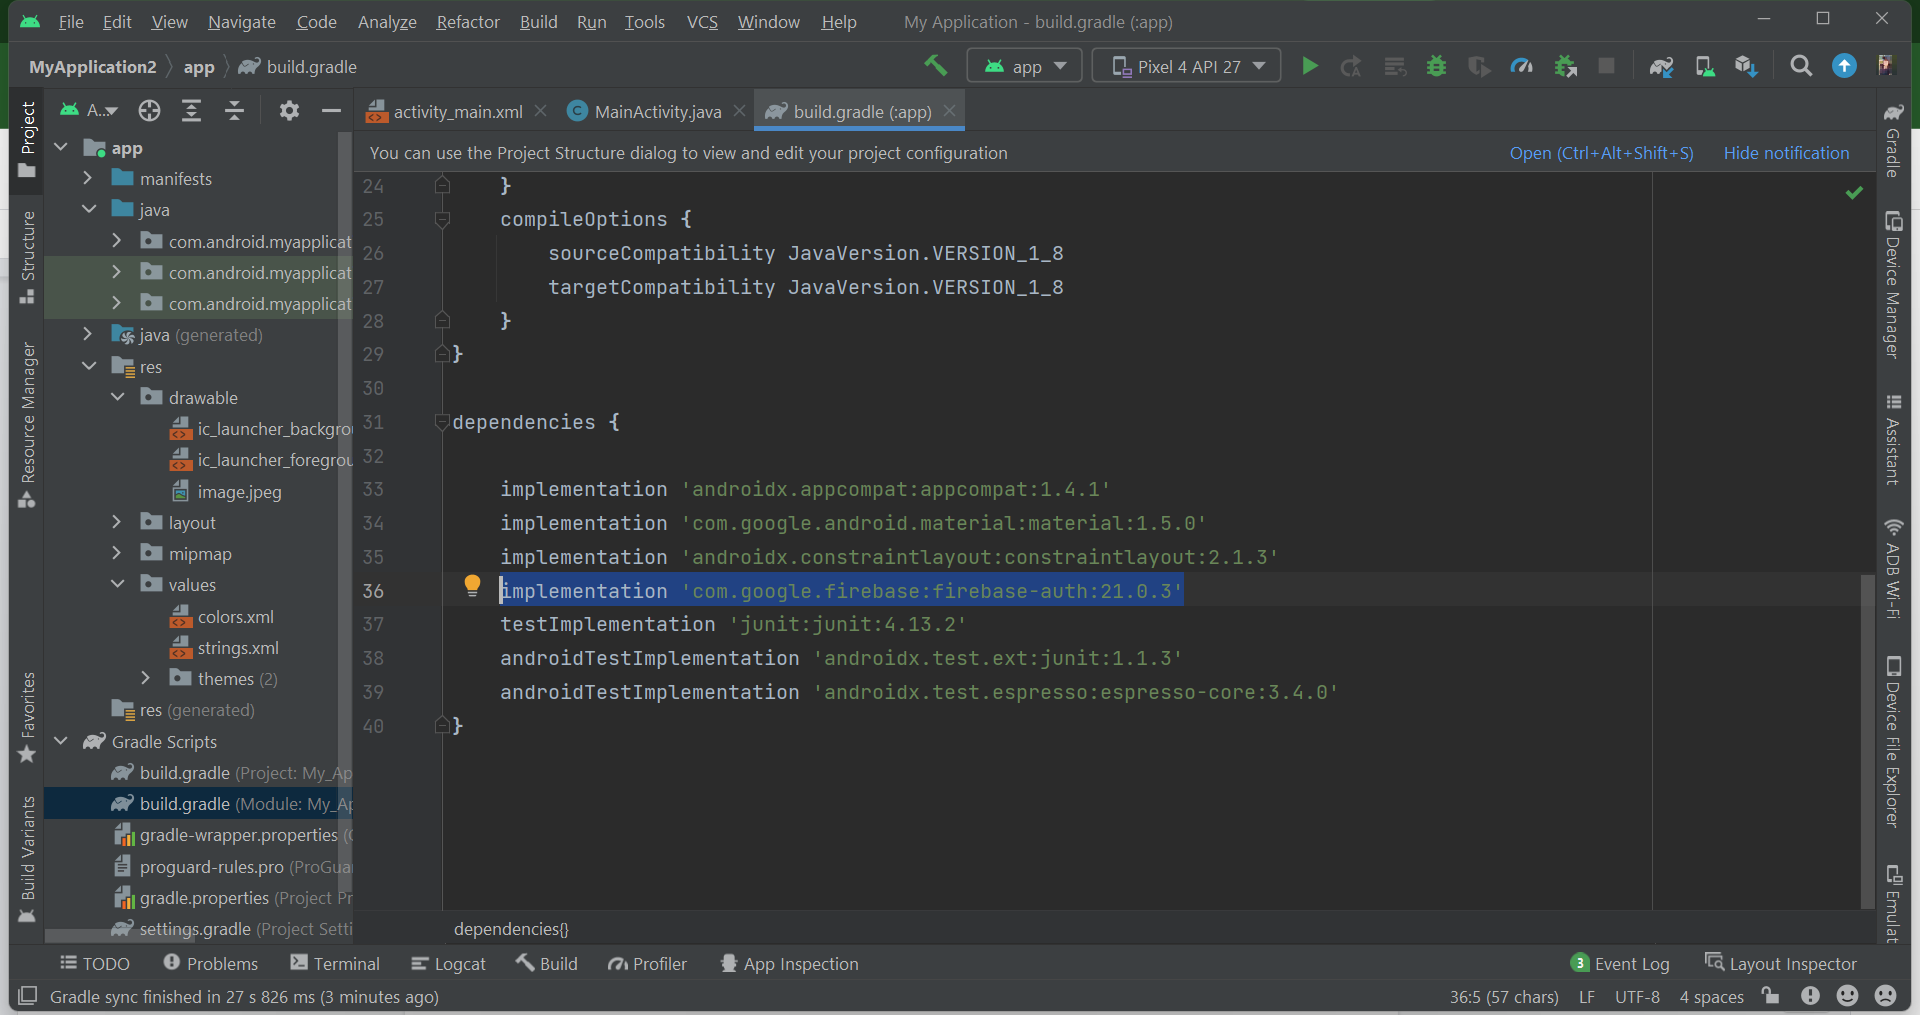 File Edit View Navigate Code Analyze Refactor Build Run Tools VCS Window Help My Application - build.gradle (:app)
MyApplication2 app build.gradle app Pixel 4 API 27
A... activity_main.xml MainActivity.java build.gradle (:app)
You can use the Project Structure dialog to view and edit your project configuration Open (Ctrl+Alt+Shift+S) Hide notification
Project
Structure
Resource Manager
Favorites
Build Variants
app
manifests
java
com.android.myapplicat
com.android.myapplicat
com.android.myapplicat
java (generated)
res
drawable
ic_launcher_backgrou
ic_launcher_foregrou
image.jpeg
layout
mipmap
values
colors.xml
strings.xml
themes (2)
res (generated)
Gradle Scripts
build.gradle (Project: My_Ap
build.gradle (Module: My_Ap
gradle-wrapper.properties (G
proguard-rules.pro (ProGua
gradle.properties (Project Pr
settings.gradle (Project Setti
24 }
25 compileOptions {
26 sourceCompatibility JavaVersion.VERSION_1_8
27 targetCompatibility JavaVersion.VERSION_1_8
28 }
29 }
30
31 dependencies {
32
33 implementation 'androidx.appcompat:appcompat:1.4.1'
34 implementation 'com.google.android.material:material:1.5.0'
35 implementation 'androidx.constraintlayout:constraintlayout:2.1.3'
36 implementation 'com.google.firebase:firebase-auth:21.0.3'
37 testImplementation 'junit:junit:4.13.2'
38 androidTestImplementation 'androidx.test.ext:junit:1.1.3'
39 androidTestImplementation 'androidx.test.espresso:espresso-core:3.4.0'
40 }
dependencies{}
Gradle
Device Manager
Assistant
ADB Wi-Fi
Device File Explorer
Emulat
TODO Problems Terminal Logcat Build Profiler App Inspection 3 Event Log Layout Inspector
Gradle sync finished in 27 s 826 ms (3 minutes ago) 36:5 (57 chars) LF UTF-8 4 spaces